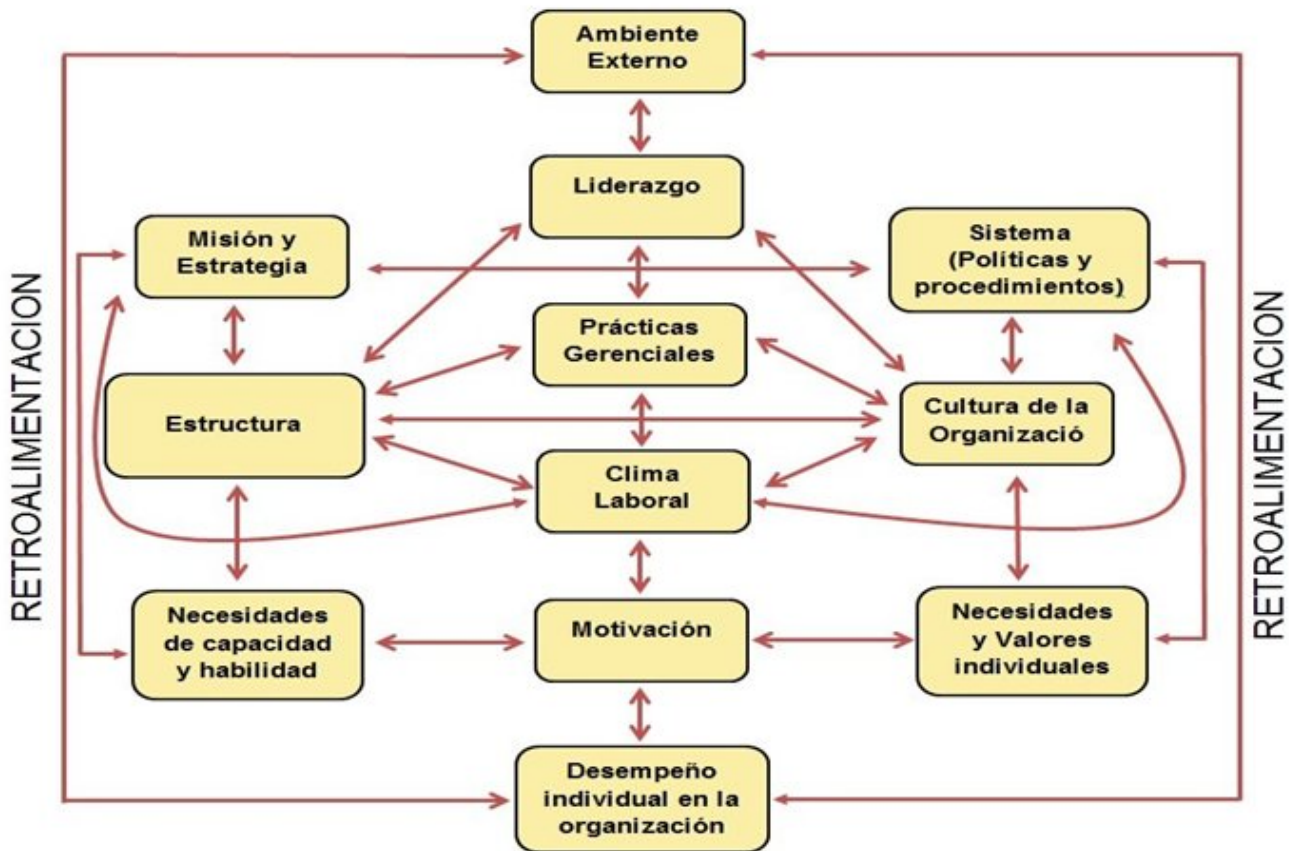 Ambiente
Externo
Liderazgo
Misión y
Estrategia
Sistema
(Políticas y
procedimientos)
Prácticas
Gerenciales
Estructura
Cultura de la
Organizació
Clima
Laboral
Necesidades
de capacidad
y habilidad
Motivación
Necesidades
y Valores
individuales
Desempeño
individual en la
organización
RETROALIMENTACION
RETROALIMENTACION